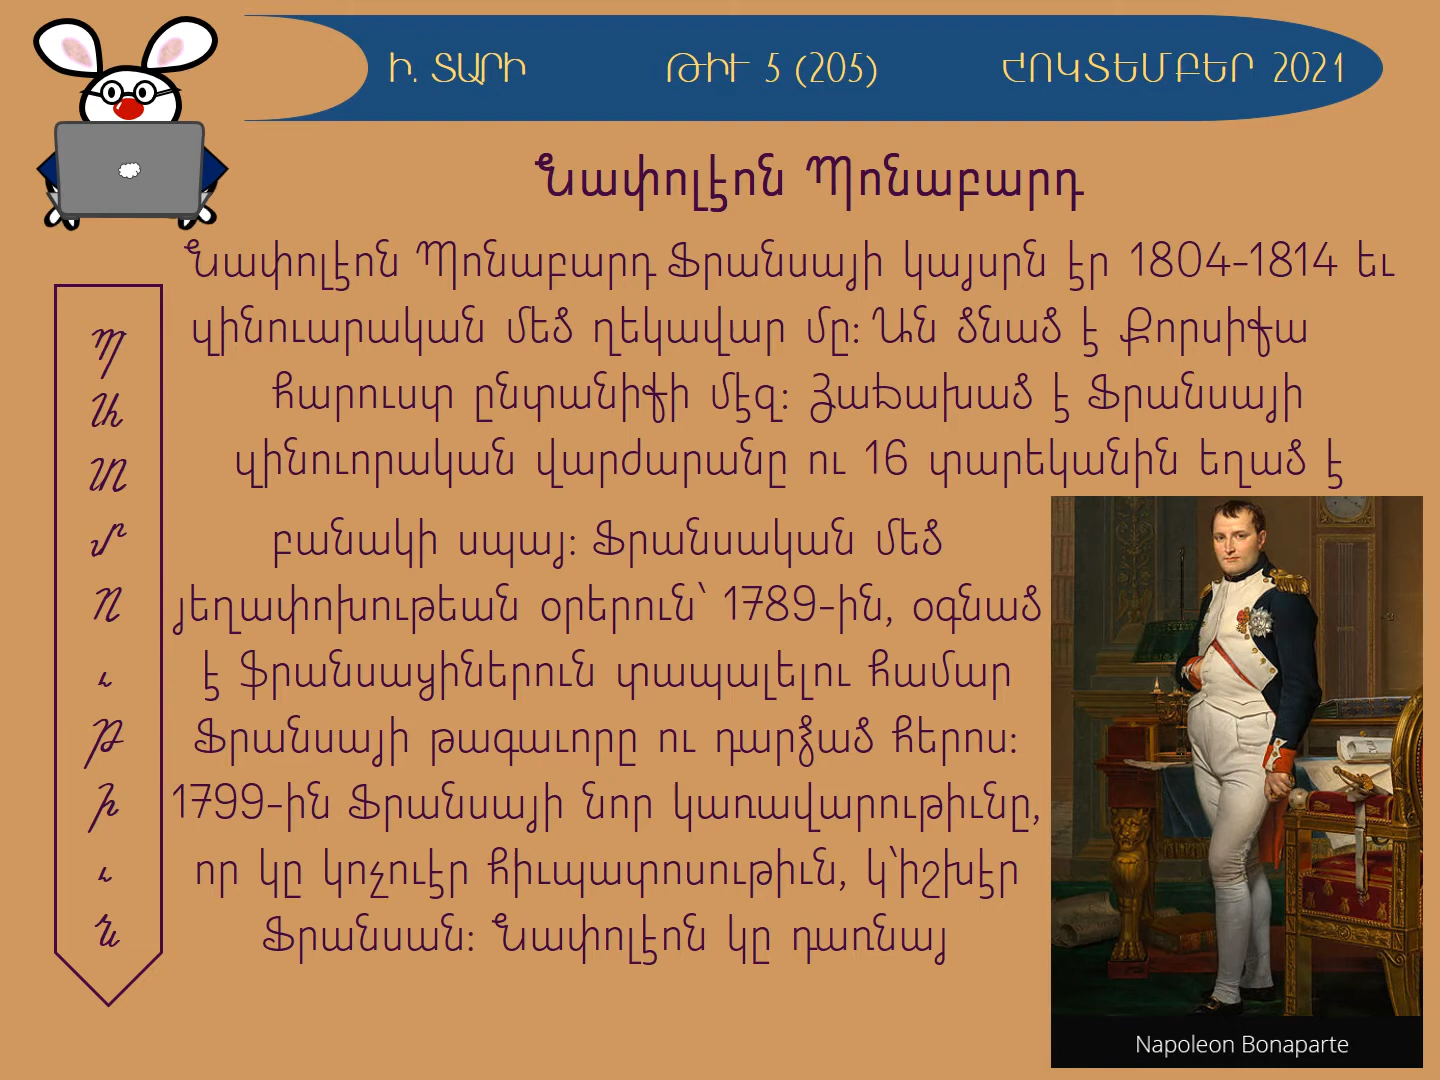 Ի. ՏԱՐԻ ԹԻՒ 5 (205) ՀՈԿՏԵՄԲԵՐ 2021
Նափոլէոն Պոնաբարդ
Նափոլէոն Պոնաբարդ Ֆրանսայի կայսրն էր 1804-1814 եւ
զինուարական մեծ ղեկավար մը: Ան ծնած է Քորսիքա
հարուստ ընտանիքի մէջ: Յաճախած է Ֆրանսայի
զինուորական վարժարանը ու 16 տարեկանին եղած է
բանակի սպայ: Ֆրանսական մեծ
յեղափոխութեան օրերուն՝ 1789-ին, օգնած
է ֆրանսացիներուն տապալելու համար
Ֆրանսայի թագաւորը ու դարձած հերոս:
1799-ին Ֆրանսայի նոր կառավարութիւնը,
որ կը կոչուէր հիւպատոսութիւն, կ՝իշխէր
Ֆրանսան: Նափոլէոն կը դառնայ
Պ
Ա
Տ
Մ
Ո
ւ
Թ
Ի
ւ
Ն
Napoleon Bonaparte